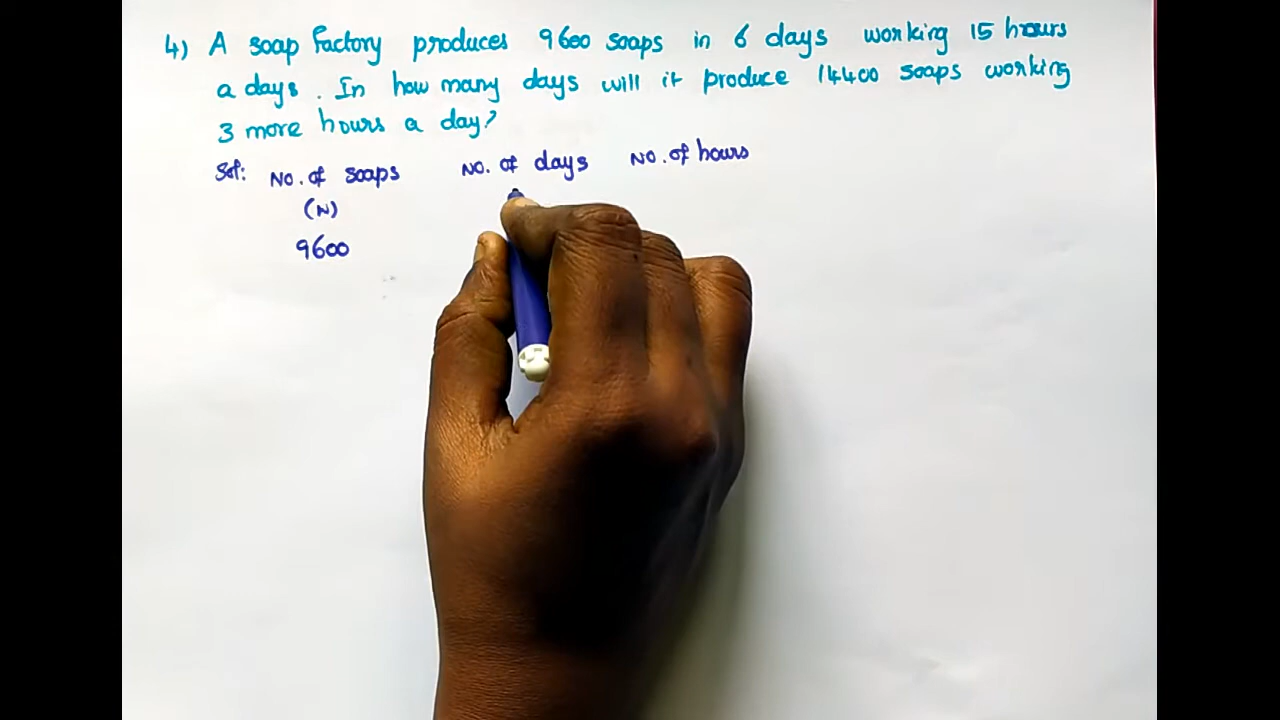 4) A soap factory produces 9600 soaps in 6 days working 15 hours
a days. In how many days will it produce 14400 soaps working
3 more hours a day?
Sol: No. of soaps No. of days No. of hours
(N)
9600